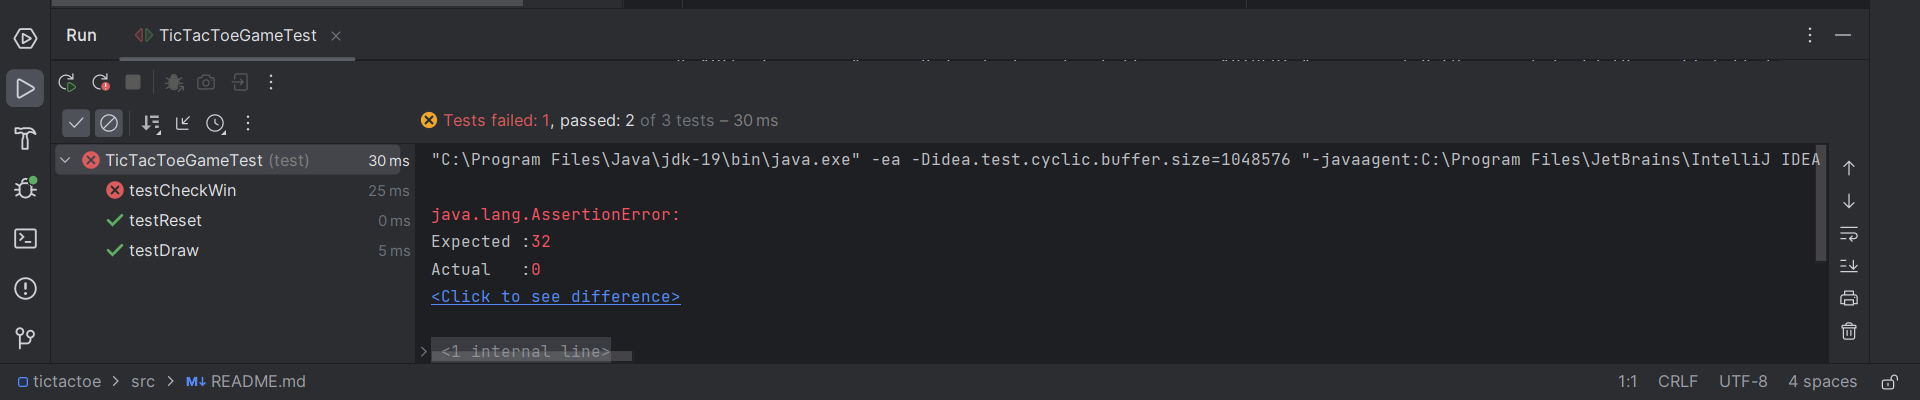 Run TicTacToeGameTest
Tests failed: 1, passed: 2 of 3 tests – 30 ms
TicTacToeGameTest (test) 30 ms
testCheckWin 25 ms
testReset 0 ms
testDraw 5 ms
"C:\Program Files\Java\jdk-19\bin\java.exe" -ea -Didea.test.cyclic.buffer.size=1048576 "-javaagent:C:\Program Files\JetBrains\IntelliJ IDEA
java.lang.AssertionError:
Expected :32
Actual   :0
<Click to see difference>
<1 internal line>
tictactoe > src > M↓ README.md 1:1 CRLF UTF-8 4 spaces